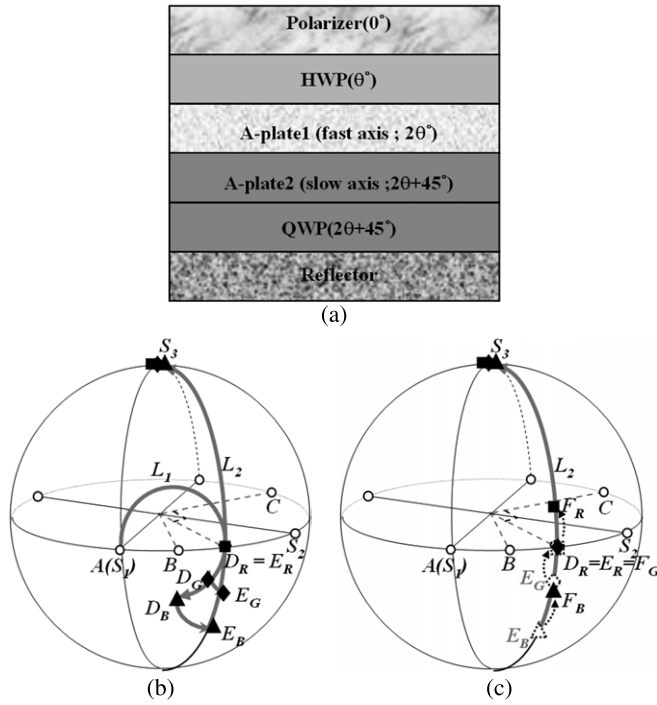 Polarizer(0°)
HWP(θ°)
A-plate1 (fast axis ; 2θ°)
A-plate2 (slow axis ;2θ+45°)
QWP(2θ+45°)
Reflector
(a)
S3
L1
L2
C
S2
A(S1)
B
DR = ER
DG
EG
DB
EB
(b)
S3
L2
FR
C
S2
A(S1)
B
DR=ER=FG
EG
FB
EB
(c)